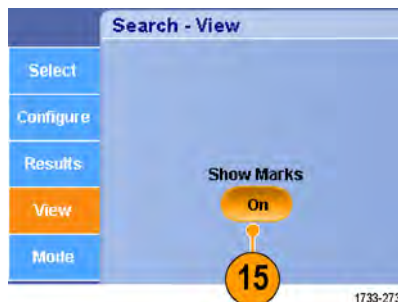 Search - View
Select
Configure
Results
Show Marks
View
On
Mode
15
1733-273